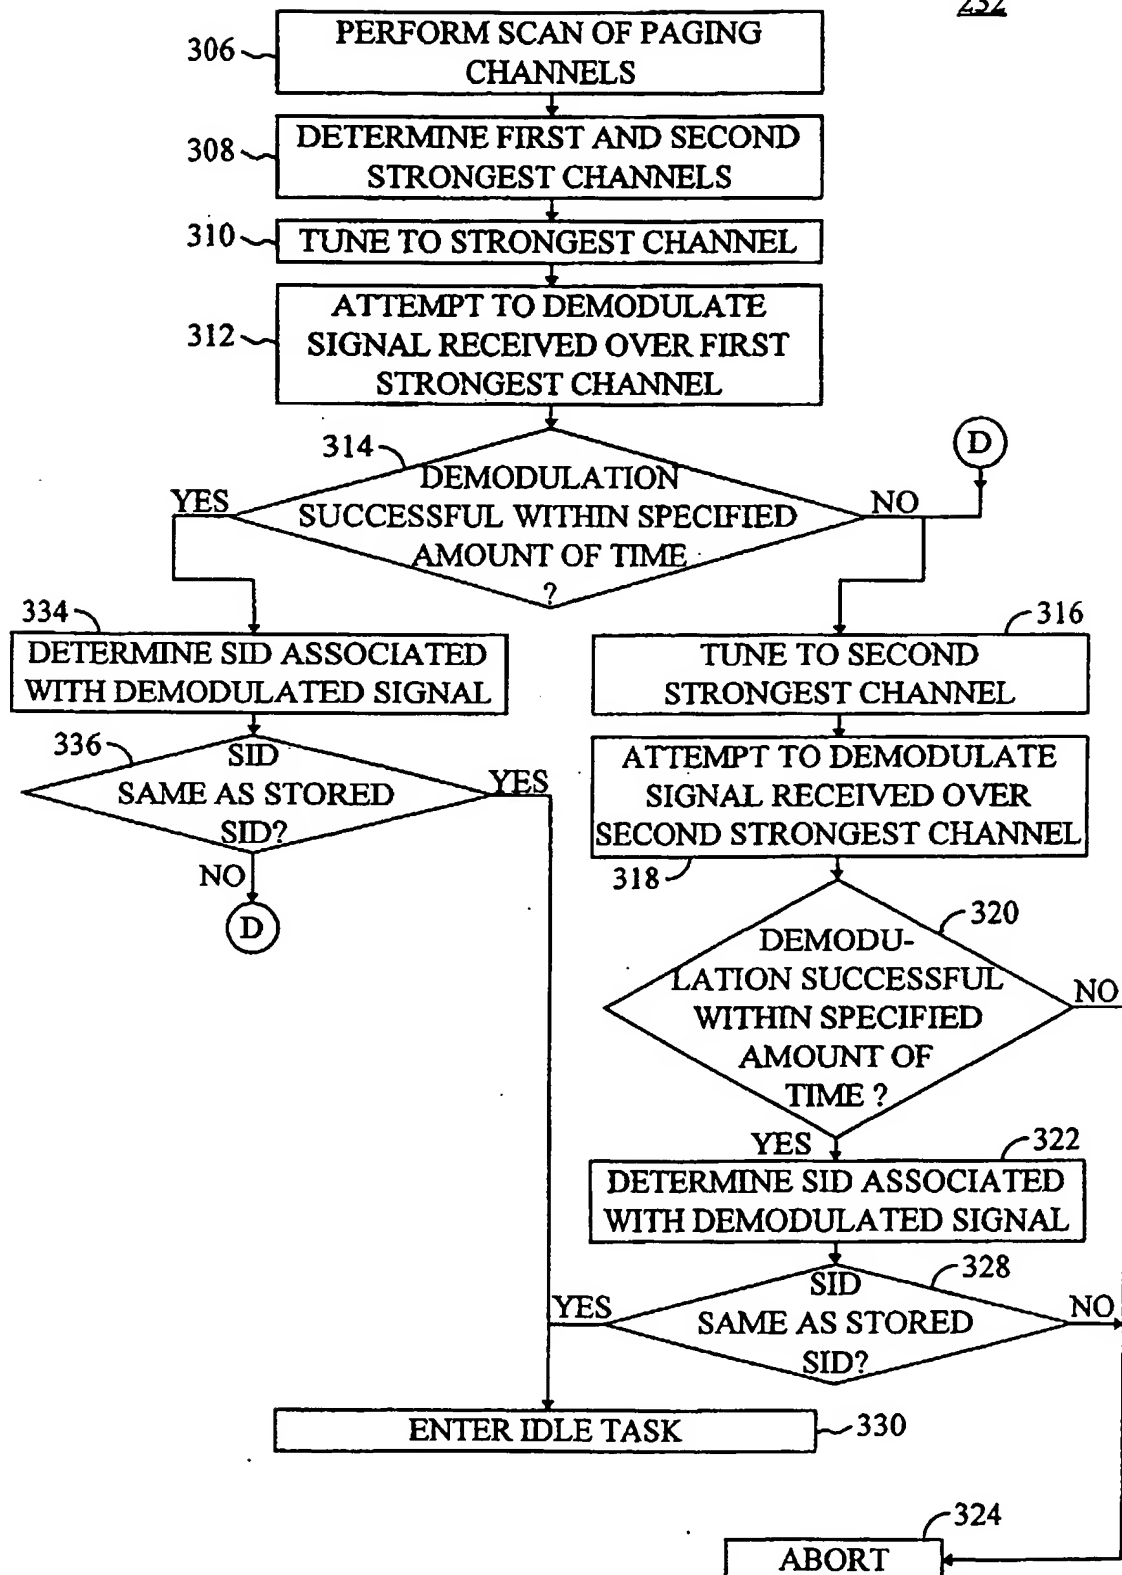 232
306
PERFORM SCAN OF PAGING
CHANNELS
308
DETERMINE FIRST AND SECOND
STRONGEST CHANNELS
310
TUNE TO STRONGEST CHANNEL
312
ATTEMPT TO DEMODULATE
SIGNAL RECEIVED OVER FIRST
STRONGEST CHANNEL
314
DEMODULATION
SUCCESSFUL WITHIN SPECIFIED
AMOUNT OF TIME
?
YES
NO
D
334
DETERMINE SID ASSOCIATED
WITH DEMODULATED SIGNAL
336
SID
SAME AS STORED
SID?
YES
NO
D
316
TUNE TO SECOND
STRONGEST CHANNEL
ATTEMPT TO DEMODULATE
SIGNAL RECEIVED OVER
SECOND STRONGEST CHANNEL
318
320
DEMODU-
LATION SUCCESSFUL
WITHIN SPECIFIED
AMOUNT OF
TIME ?
NO
YES
322
DETERMINE SID ASSOCIATED
WITH DEMODULATED SIGNAL
328
SID
SAME AS STORED
SID?
YES
NO
ENTER IDLE TASK
330
324
ABORT